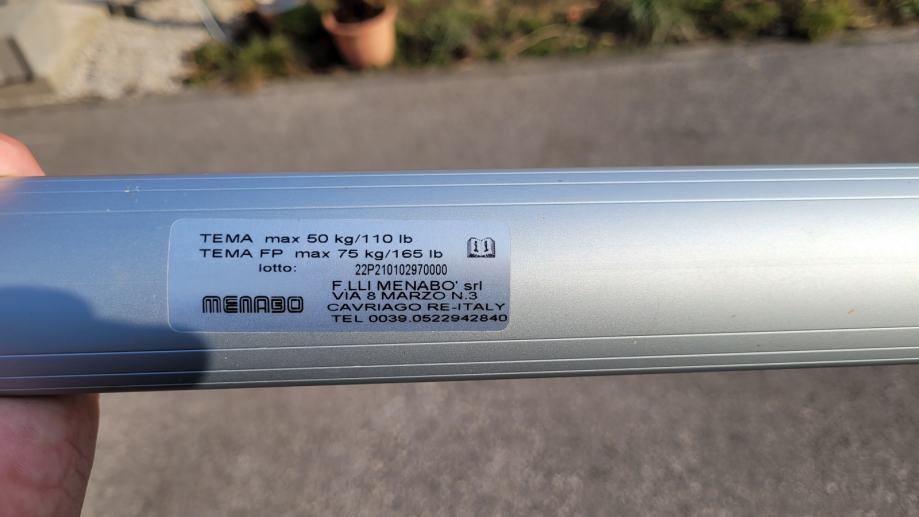 TEMA max 50 kg/110 lb
TEMA FP max 75 kg/165 lb
lotto: 22P210102970000
F.LLI MENABO' srl
VIA 8 MARZO N.3
MENABO CAVRIAGO RE-ITALY
TEL 0039.0522942840